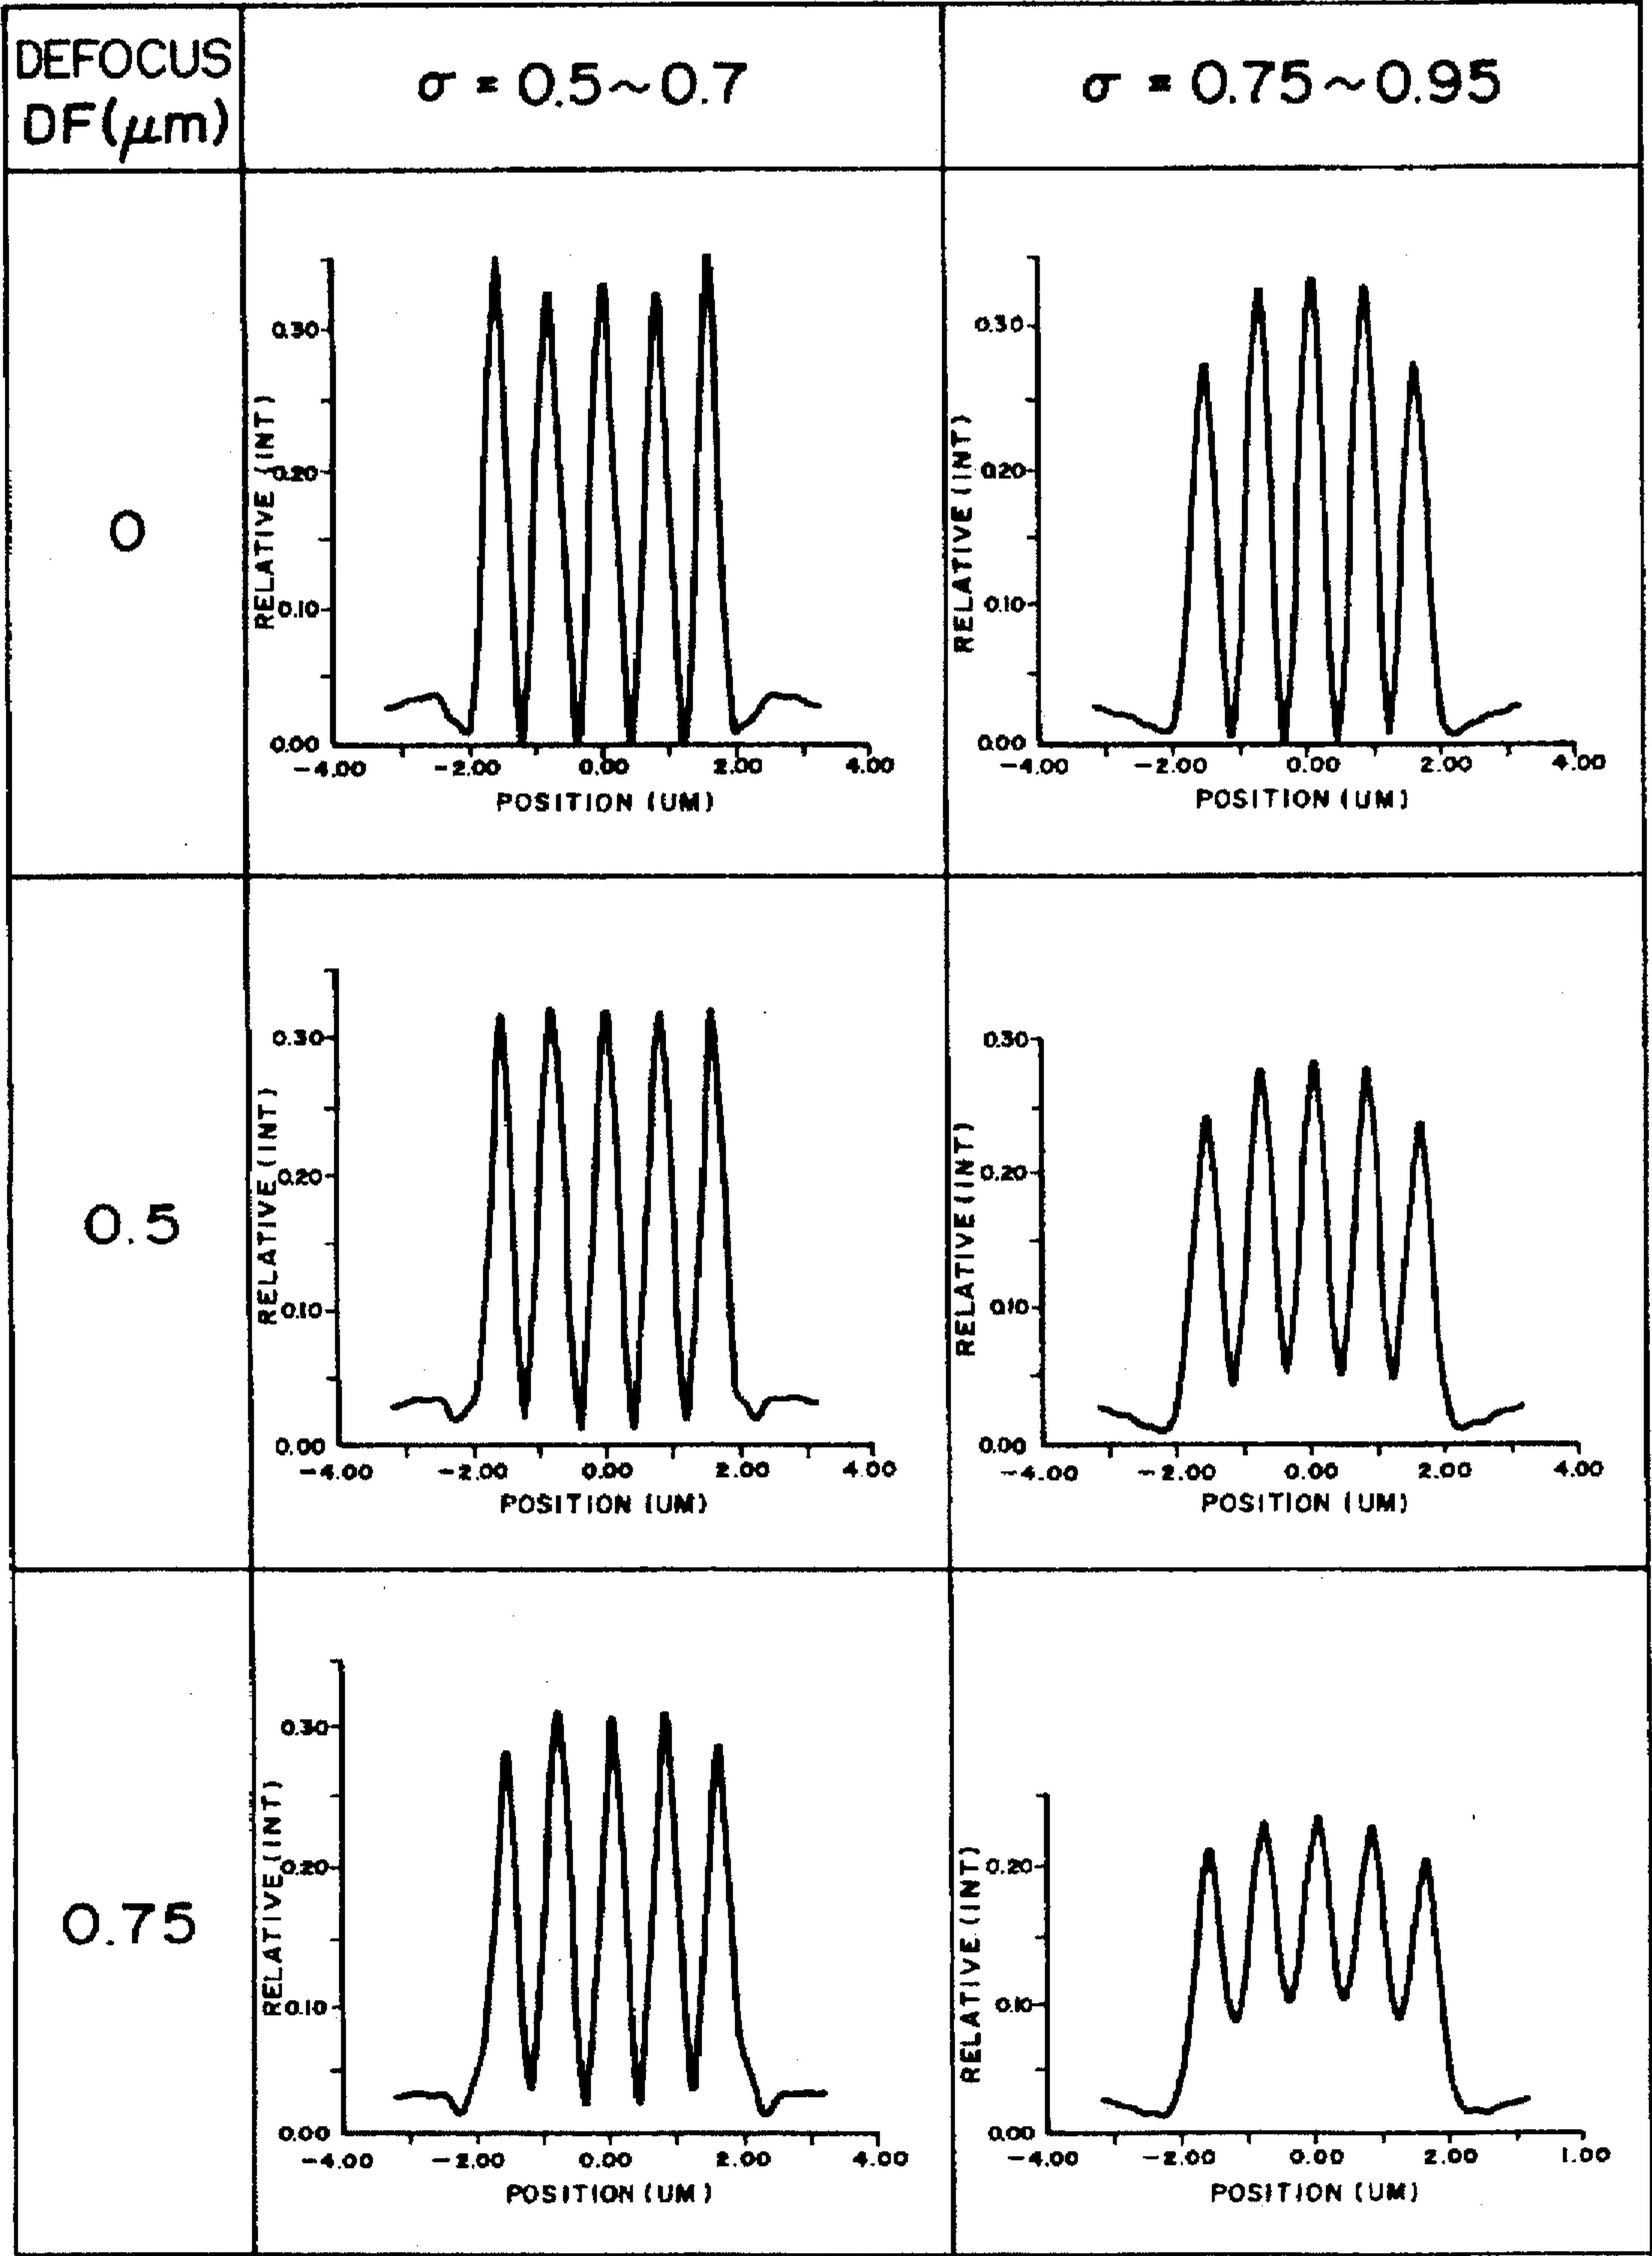 DEFOCUS
DF(μm)
σ = 0.5~0.7
σ = 0.75~0.95
0
RELATIVE (INT)
0.30
0.20
0.10
0.00
-4.00 -2.00 0.00 2.00 4.00
POSITION (UM)
RELATIVE (INT)
0.30
0.20
0.10
0.00
-4.00 -2.00 0.00 2.00 4.00
POSITION (UM)
0.5
RELATIVE (INT)
0.30
0.20
0.10
0.00
-4.00 -2.00 0.00 2.00 4.00
POSITION (UM)
RELATIVE (INT)
0.30
0.20
0.10
0.00
-4.00 -2.00 0.00 2.00 4.00
POSITION (UM)
0.75
RELATIVE (INT)
0.30
0.20
0.10
0.00
-4.00 -2.00 0.00 2.00 4.00
POSITION (UM)
RELATIVE (INT)
0.20
0.10
0.00
-4.00 -2.00 0.00 2.00 1.00
POSITION (UM)